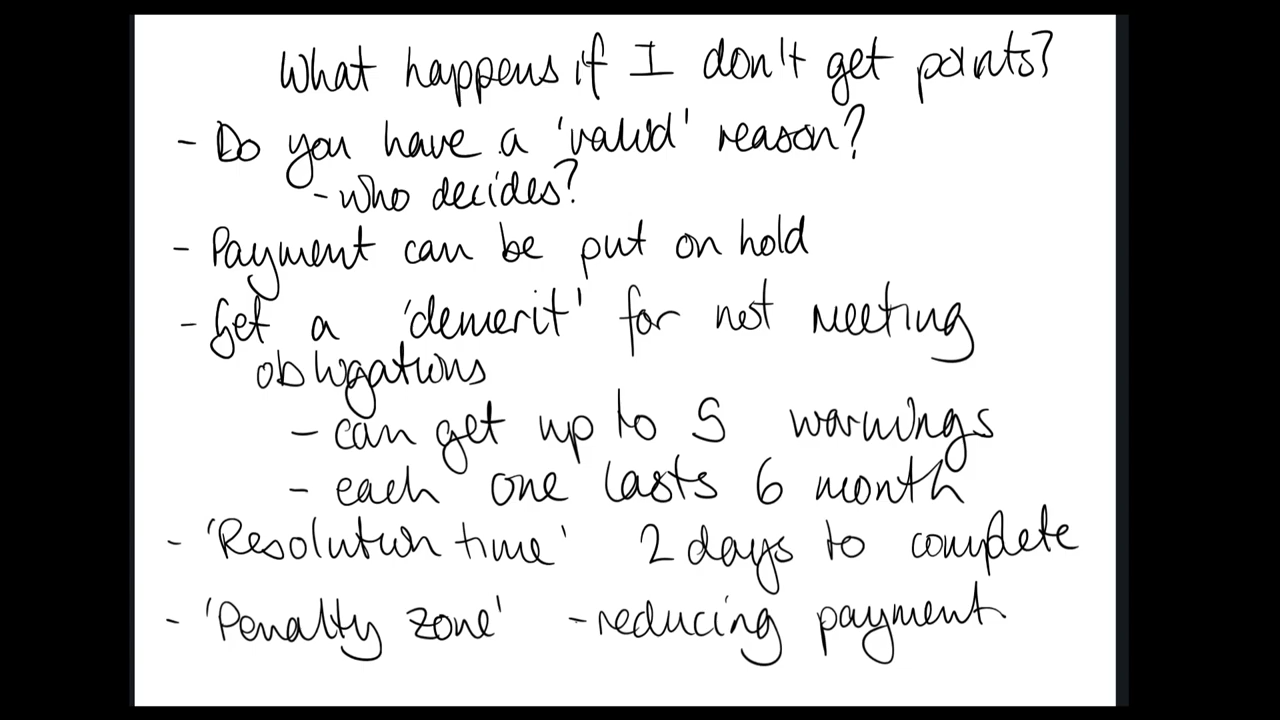 What happens if I don't get points?
- Do you have a 'valid' reason?
- who decides?
- Payment can be put on hold
- Get a 'demerit' for not meeting
obligations
- can get up to 5 warnings
- each one lasts 6 month
- 'Resolution time' 2 days to complete
- 'Penalty zone' - reducing payment